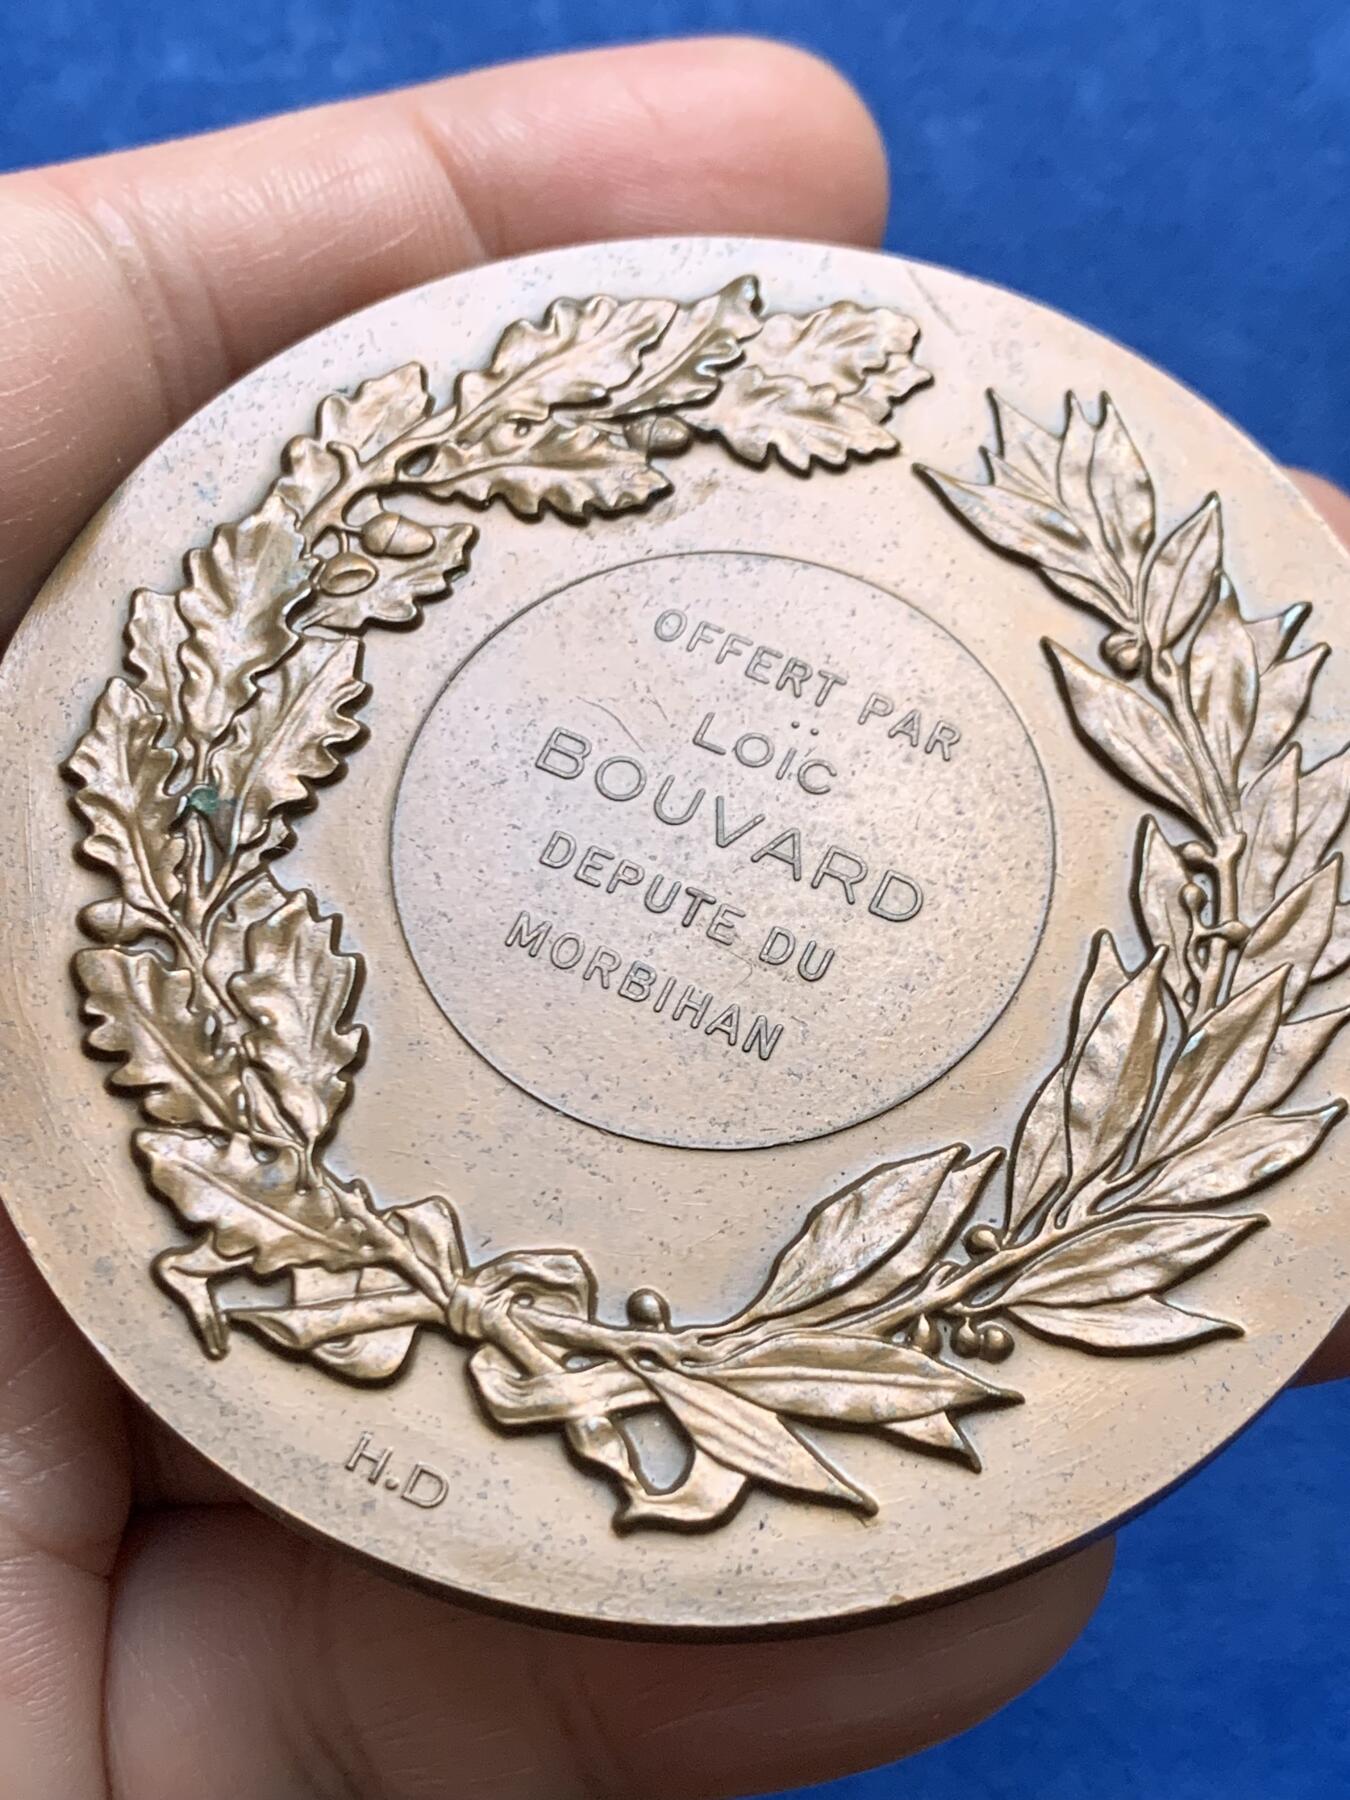 OFFERT PAR
LOÏC
BOUVARD
DEPUTE DU
MORBIHAN
H.D